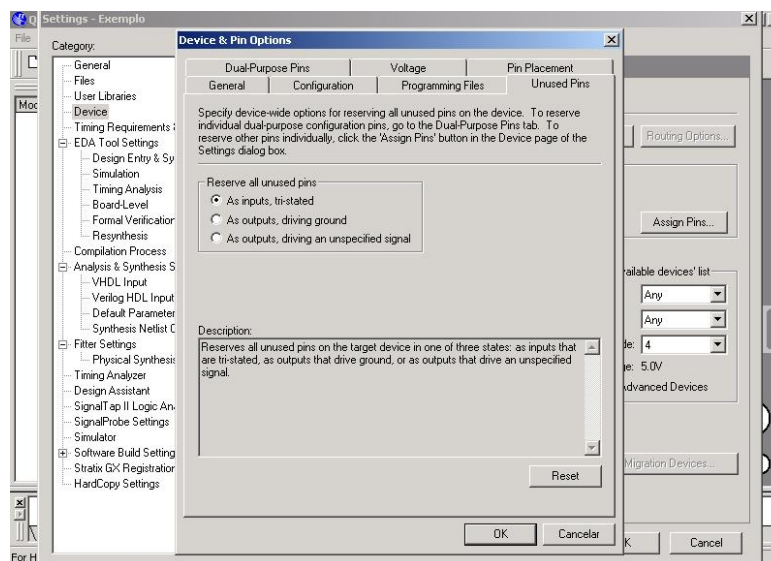 Settings - Exemplo
File
Category:
General
Files
User Libraries
Device
Timing Requirements
EDA Tool Settings
Design Entry & Sy
Simulation
Timing Analysis
Board-Level
Formal Verification
Resynthesis
Compilation Process
Analysis & Synthesis S
VHDL Input
Verilog HDL Input
Default Parameter
Synthesis Netlist
Fitter Settings
Physical Synthesis
Timing Analyzer
Design Assistant
SignalTap II Logic An
SignalProbe Settings
Simulator
Software Build Setting
Stratix GX Registration
HardCopy Settings
Device & Pin Options
Dual-Purpose Pins
Voltage
Pin Placement
General
Configuration
Programming Files
Unused Pins
Specify device-wide options for reserving all unused pins on the device. To reserve
individual dual-purpose configuration pins, go to the Dual-Purpose Pins tab. To
reserve other pins individually, click the 'Assign Pins' button in the Device page of the
Settings dialog box.
Reserve all unused pins
As inputs, tri-stated
As outputs, driving ground
As outputs, driving an unspecified signal
Description:
Reserves all unused pins on the target device in one of three states: as inputs that
are tri-stated, as outputs that drive ground, or as outputs that drive an unspecified
signal.
Reset
OK
Cancelar
Routing Options...
Assign Pins...
vailable devices' list
Any
Any
de: 4
ge: 5.0V
Advanced Devices
Migration Devices...
K
Cancel
For H